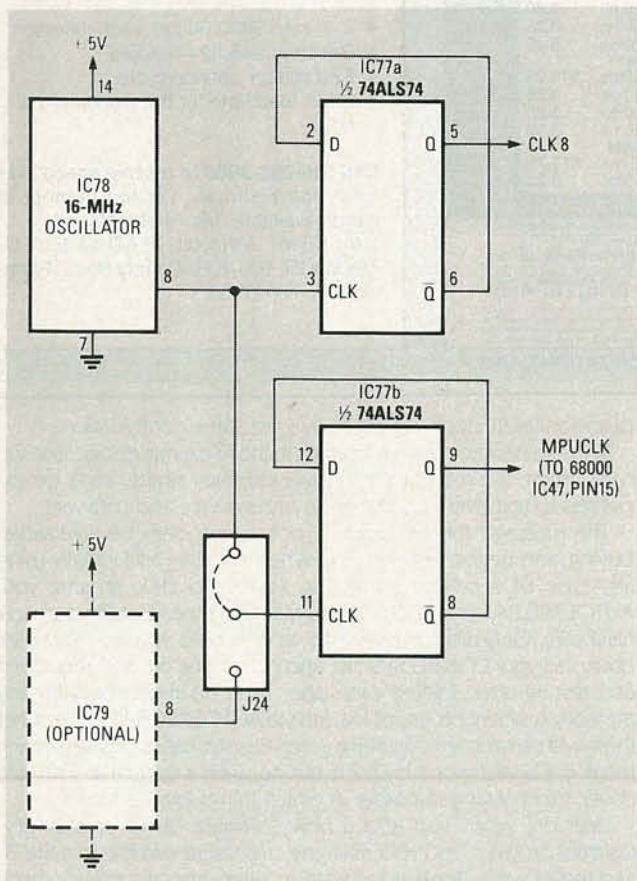 + 5V
14
IC78
16-MHz
OSCILLATOR
8
7
IC77a
½ 74ALS74
2
D
Q
5
CLK 8
3
CLK
Q̅
6
IC77b
½ 74ALS74
12
D
Q
9
MPUCLK
(TO 68000
IC47,PIN15)
11
CLK
Q̅
8
J24
+ 5V
IC79
(OPTIONAL)
8